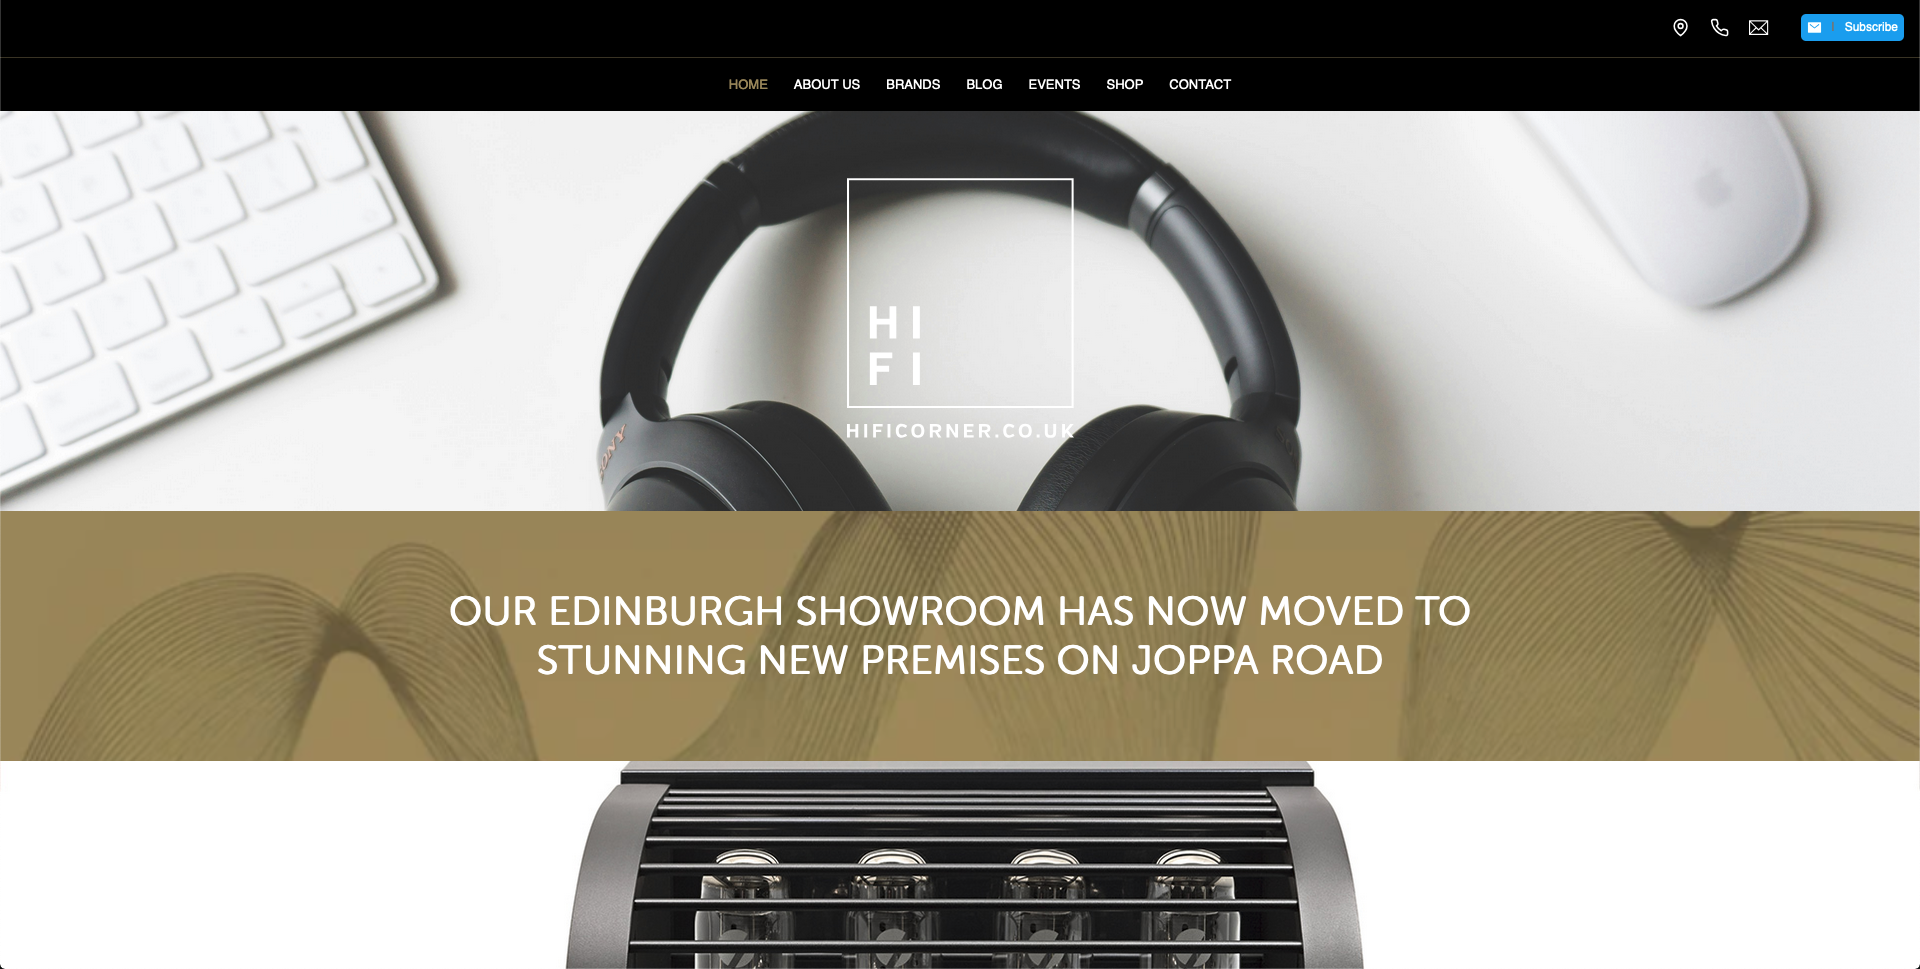 Subscribe
HOME ABOUT US BRANDS BLOG EVENTS SHOP CONTACT
HI
FI
HIFICORNER.CO.UK
SONY
OUR EDINBURGH SHOWROOM HAS NOW MOVED TO
STUNNING NEW PREMISES ON JOPPA ROAD